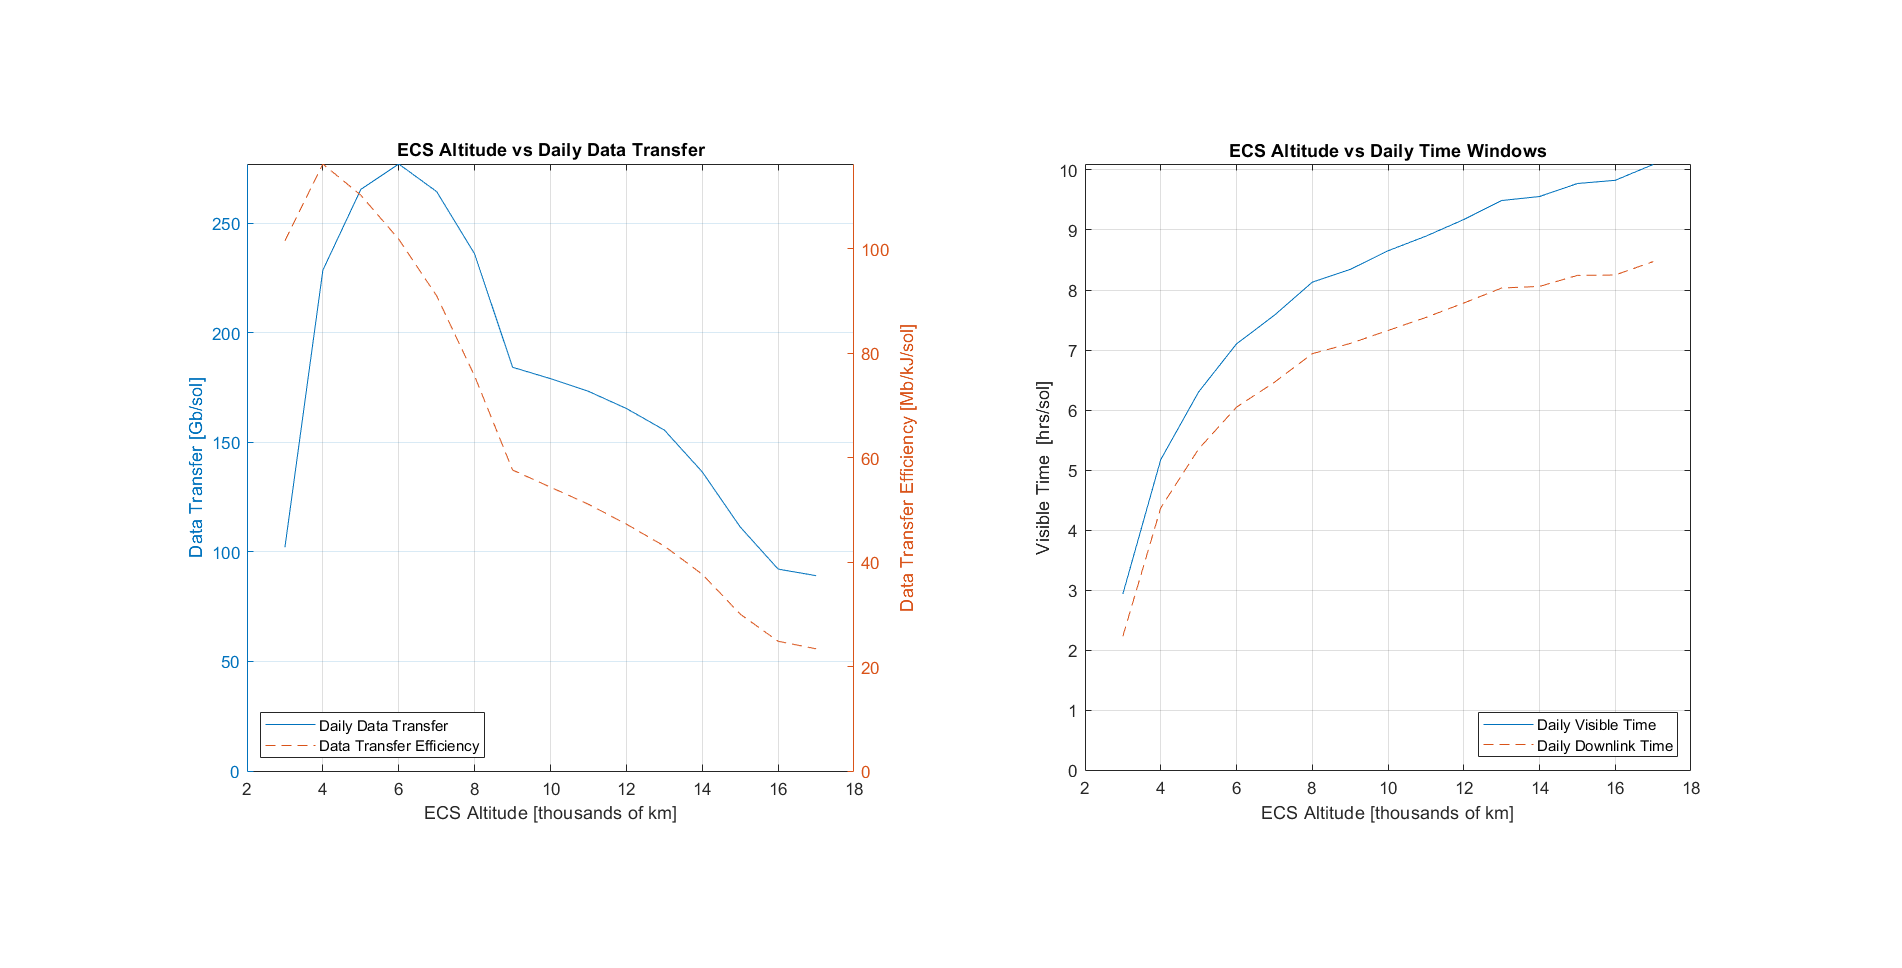 ECS Altitude vs Daily Data Transfer
Data Transfer [Gb/sol]
250
200
150
100
50
0
100
80
60
40
20
0
Data Transfer Efficiency [Mb/kJ/sol]
Daily Data Transfer
Data Transfer Efficiency
2 4 6 8 10 12 14 16 18
ECS Altitude [thousands of km]
ECS Altitude vs Daily Time Windows
Visible Time [hrs/sol]
10
9
8
7
6
5
4
3
2
1
0
Daily Visible Time
Daily Downlink Time
2 4 6 8 10 12 14 16 18
ECS Altitude [thousands of km]